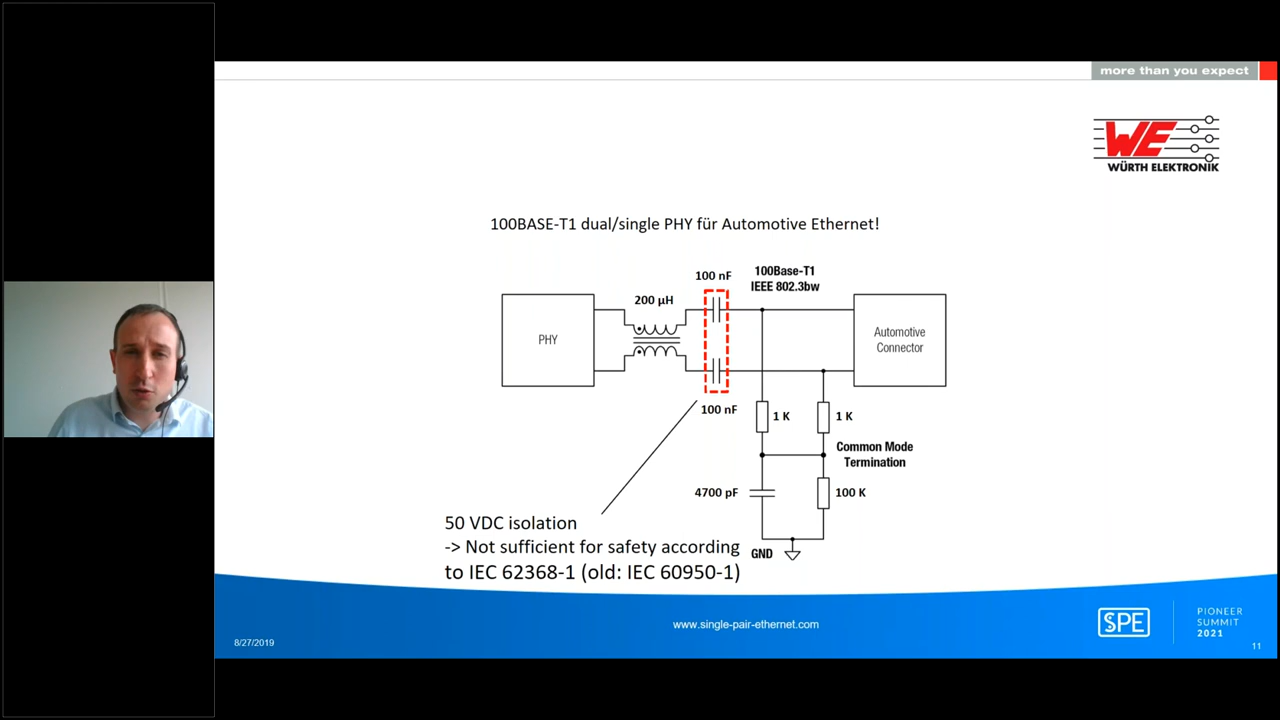 more than you expect
WE
WÜRTH ELEKTRONIK
100BASE-T1 dual/single PHY für Automotive Ethernet!
100 nF
100Base-T1
IEEE 802.3bw
200 µH
PHY
Automotive
Connector
100 nF
1 K
1 K
Common Mode
Termination
4700 pF
100 K
GND
50 VDC isolation
-> Not sufficient for safety according
to IEC 62368-1 (old: IEC 60950-1)
www.single-pair-ethernet.com
SPE
PIONEER
SUMMIT
2021
8/27/2019
11